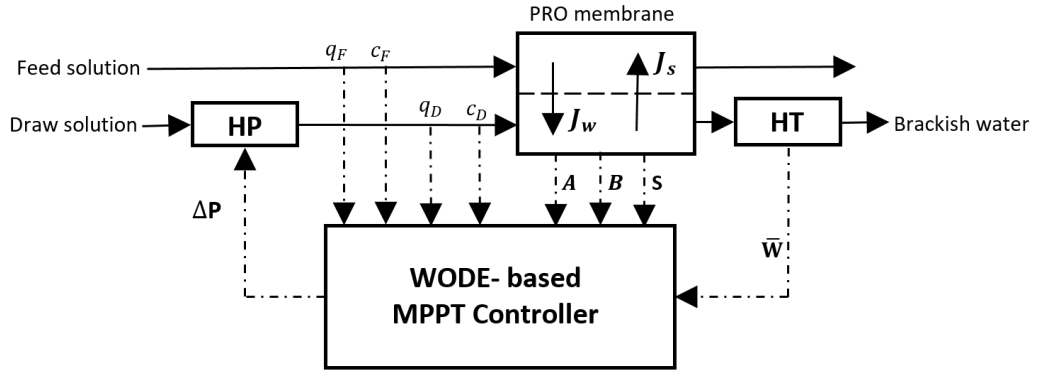 PRO membrane
q_F c_F
Feed solution
J_s
q_D c_D
Draw solution
HP
J_w
HT
Brackish water
A B S
ΔP
W̄
WODE- based
MPPT Controller